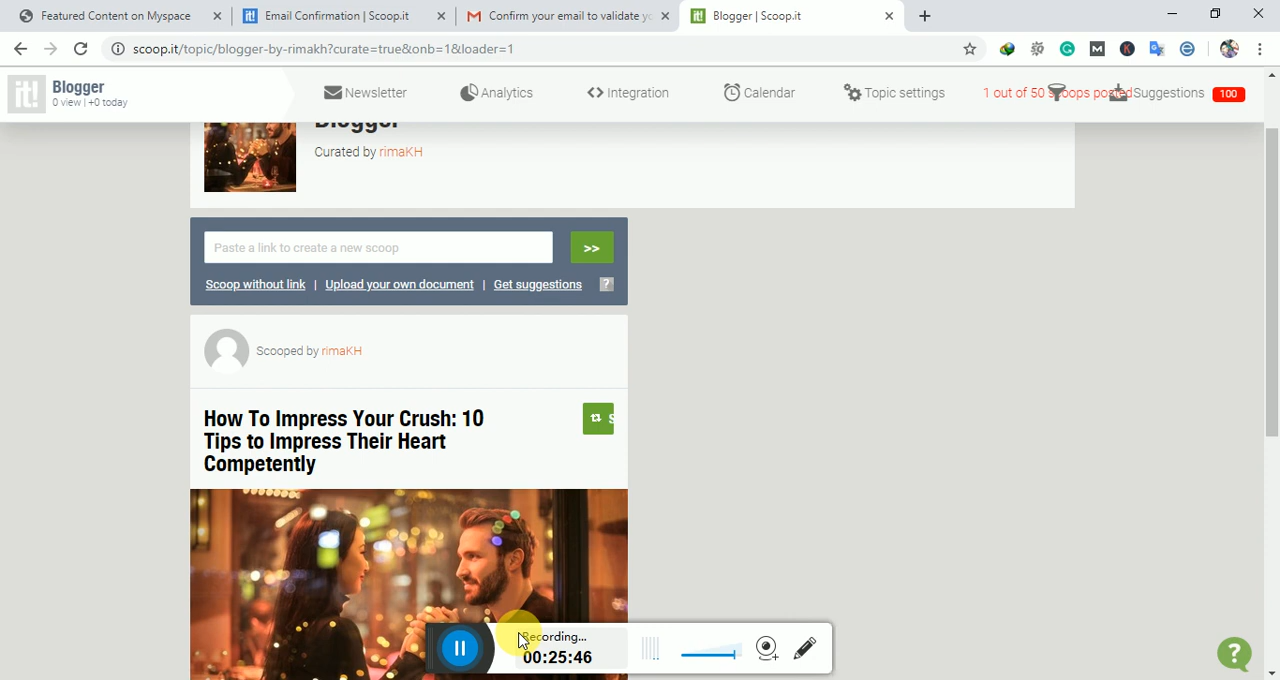 Featured Content on Myspace
Email Confirmation | Scoop.it
Confirm your email to validate yo
Blogger | Scoop.it
scoop.it/topic/blogger-by-rimakh?curate=true&onb=1&loader=1
it!
Blogger
0 view | +0 today
Newsletter
Analytics
Integration
Calendar
Topic settings
1 out of 50 scoops posted
Suggestions
100
Blogger
Curated by rimaKH
Paste a link to create a new scoop
>>
Scoop without link | Upload your own document | Get suggestions ?
Scooped by rimaKH
How To Impress Your Crush: 10
Tips to Impress Their Heart
Competently
S
Recording...
00:25:46
?